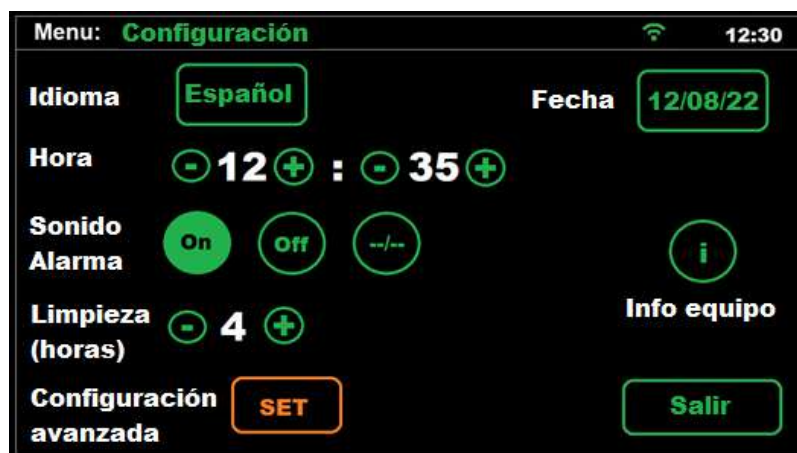 Menu: Configuración 12:30
Idioma Español Fecha 12/08/22
Hora - 12 + : - 35 +
Sonido
Alarma On Off --/-- i
Limpieza
(horas) - 4 + Info equipo
Configuración
avanzada SET Salir